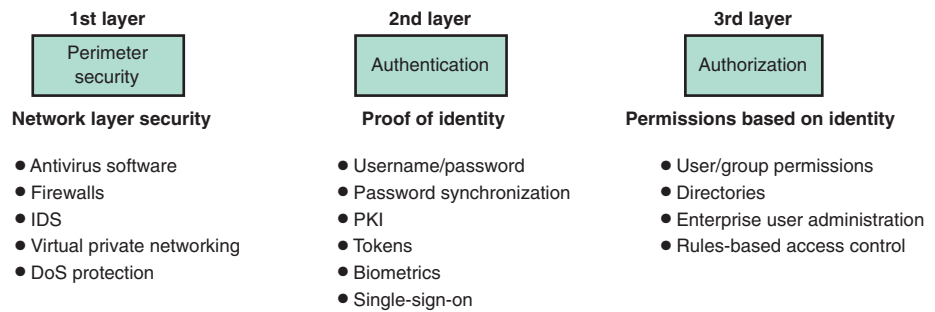 1st layer
Perimeter
security
Network layer security
● Antivirus software
● Firewalls
● IDS
● Virtual private networking
● DoS protection
2nd layer
Authentication
Proof of identity
● Username/password
● Password synchronization
● PKI
● Tokens
● Biometrics
● Single-sign-on
3rd layer
Authorization
Permissions based on identity
● User/group permissions
● Directories
● Enterprise user administration
● Rules-based access control